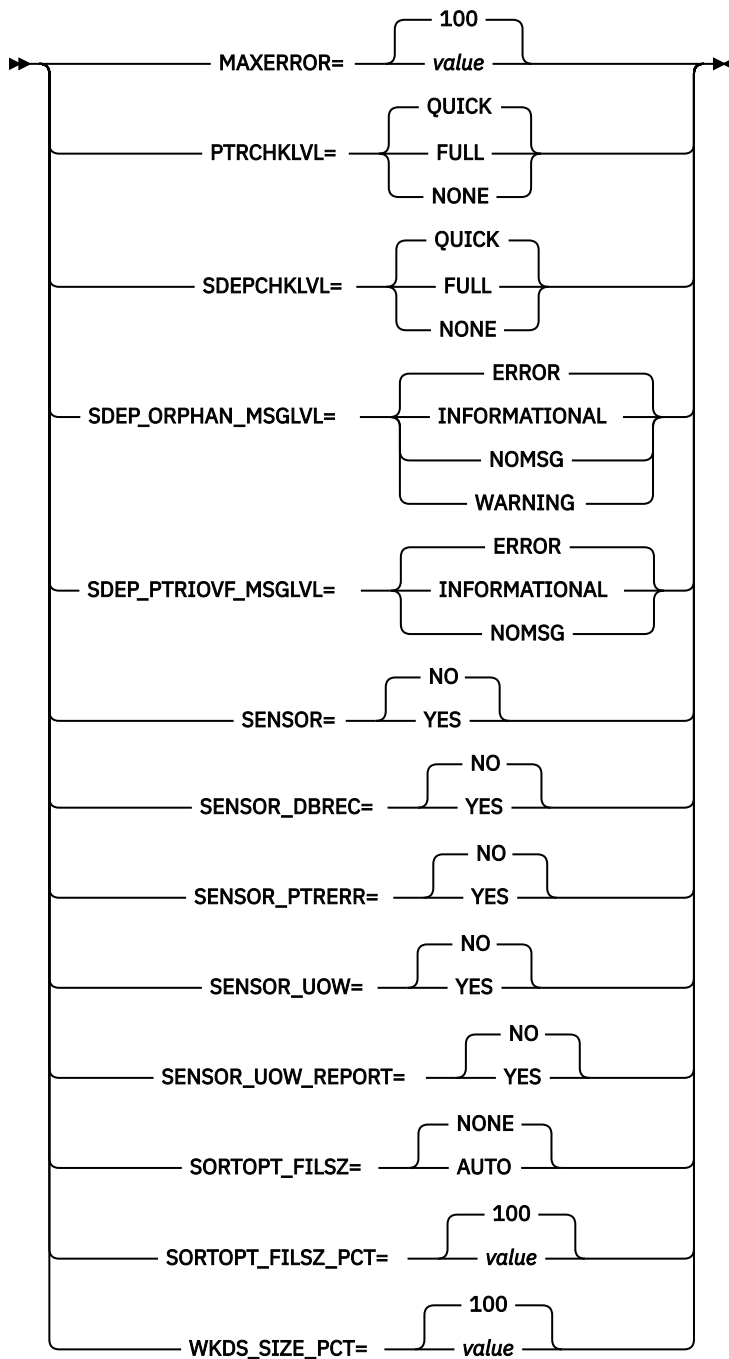 100
MAXERROR= value
QUICK
PTRCHKLVL= FULL
NONE
QUICK
SDEPCHKLVL= FULL
NONE
ERROR
SDEP_ORPHAN_MSGLVL= INFORMATIONAL
NOMSG
WARNING
ERROR
SDEP_PTRIOVF_MSGLVL= INFORMATIONAL
NOMSG
NO
SENSOR= YES
NO
SENSOR_DBREC= YES
NO
SENSOR_PTRERR= YES
NO
SENSOR_UOW= YES
NO
SENSOR_UOW_REPORT= YES
NONE
SORTOPT_FILSZ= AUTO
100
SORTOPT_FILSZ_PCT= value
100
WKDS_SIZE_PCT= value